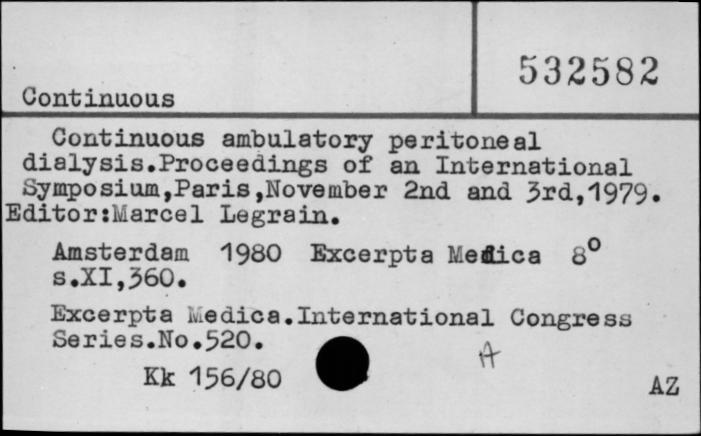 532582
Continuous
Continuous ambulatory peritoneal
dialysis.Proceedings of an International
Symposium,Paris,November 2nd and 3rd,1979.
Editor:Marcel Legrain.
Amsterdam 1980 Excerpta Medica 8°
s.XI,360.
Excerpta Medica.International Congress
Series.No.520.
Kk 156/80
A
AZ